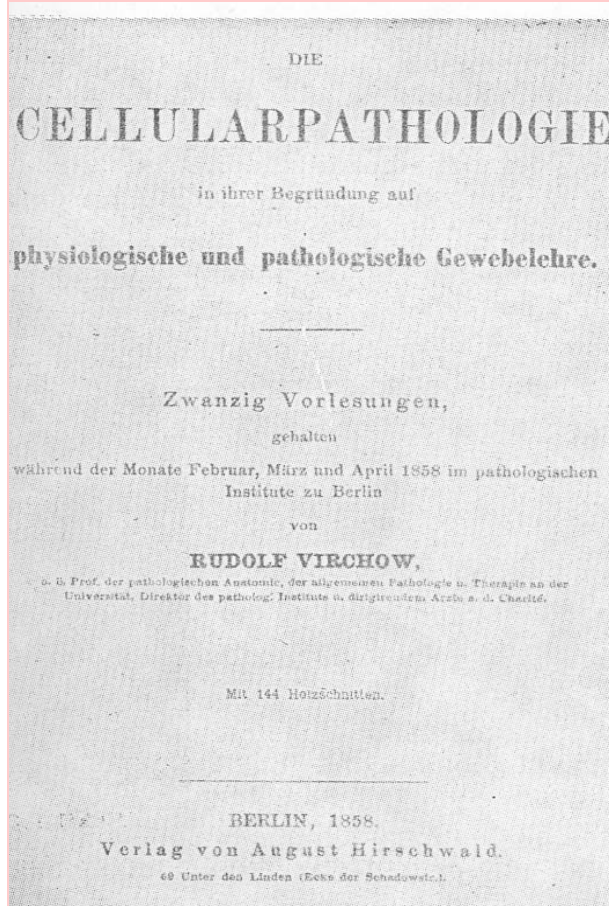 DIE
CELLULARPATHOLOGIE
in ihrer Begründung auf
physiologische und pathologische Gewebelehre.
Zwanzig Vorlesungen,
gehalten
während der Monate Februar, März und April 1858 im pathologischen
Institute zu Berlin
von
RUDOLF VIRCHOW,
o. ö. Prof. der pathologischen Anatomie, der allgemeinen Pathologie u. Therapie an der
Universität, Direktor des patholog. Instituts u. dirigirendem Arzte a. d. Charité.
Mit 144 Holzschnitten.
BERLIN, 1858.
Verlag von August Hirschwald.
69 Unter den Linden (Ecke der Schadowstr.).